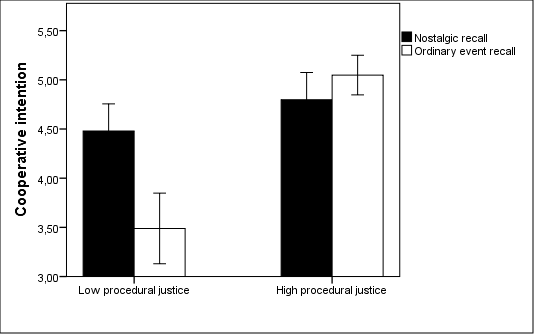 Cooperative intention
5,50
5,00
4,50
4,00
3,50
3,00
Low procedural justice
High procedural justice
Nostalgic recall
Ordinary event recall